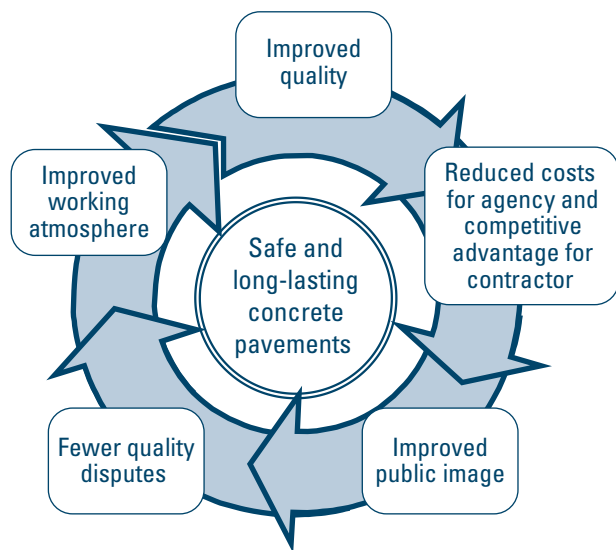 Improved
quality
Reduced costs
for agency and
competitive
advantage for
contractor
Improved
public image
Fewer quality
disputes
Improved
working
atmosphere
Safe and
long-lasting
concrete
pavements